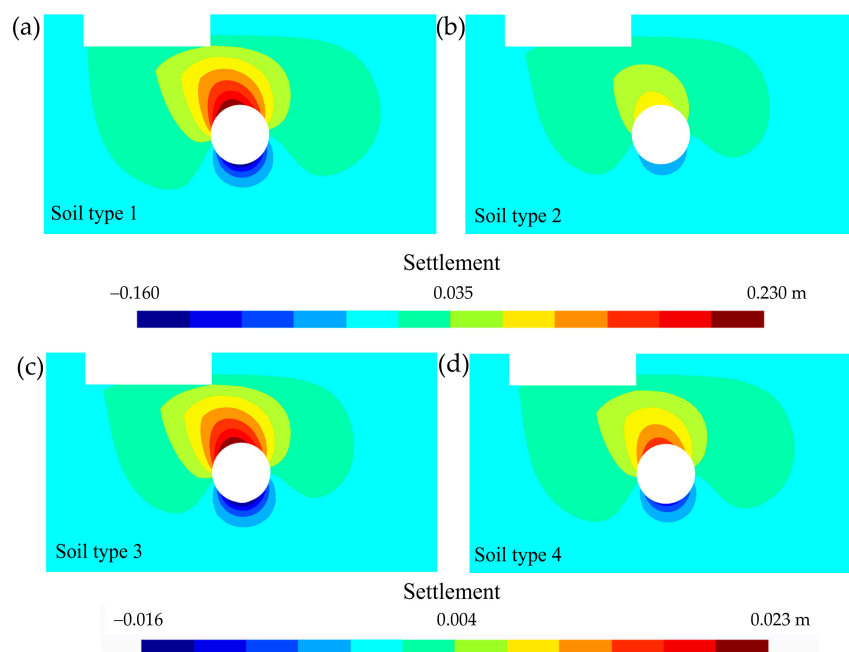 (a)
(b)
Soil type 1
Soil type 2
Settlement
–0.160 0.035 0.230 m
(c)
(d)
Soil type 3
Soil type 4
Settlement
–0.016 0.004 0.023 m